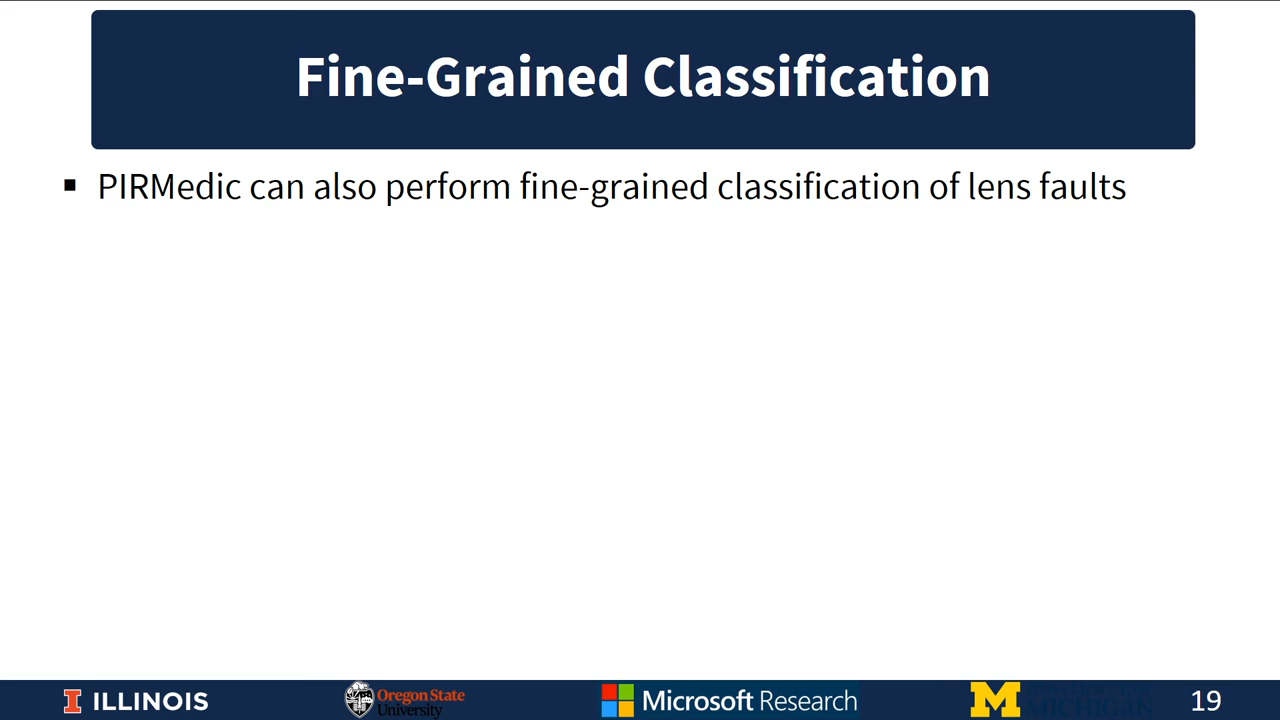 Fine-Grained Classification
▪ PIRMedic can also perform fine-grained classification of lens faults
I ILLINOIS
Oregon State
University
Microsoft Research
M
MICHIGAN
19